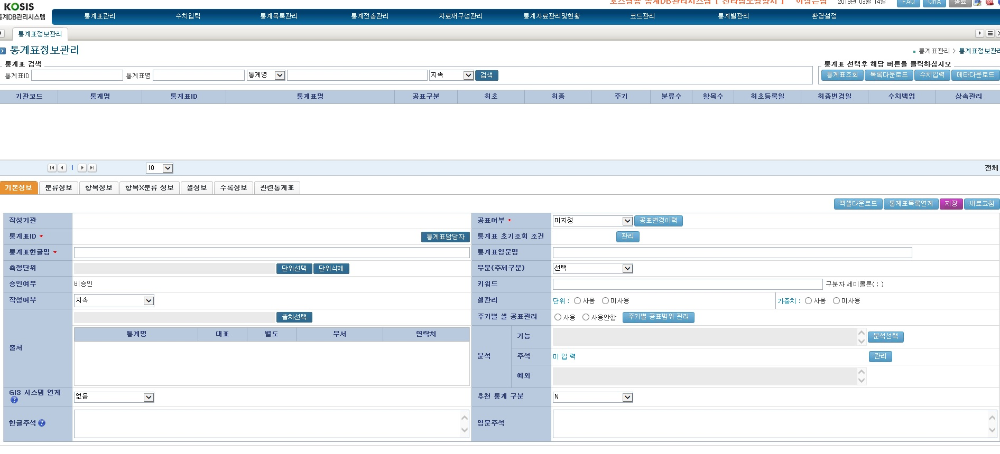 KOSIS
통계DB관리시스템
호스팅용 통계DB관리시스템 [ 전라남도광양시 ]
2019년 03월 14일
FAQ QnA 종료
통계표관리 수치입력 통계목록관리 통계전송관리 자료재구성관리 통계자료관리및현황 코드관리 통계별관리 환경설정
통계표정보관리
통계표정보관리
통계표관리 > 통계표정보관리
통계표 검색
통계표ID 통계표명 통계명 지속 검색
통계표 선택후 해당 버튼을 클릭하십시오
통계표조회 목록다운로드 수치입력 메타다운로드
기관코드 통계명 통계표ID 통계표명 공표구분 최초 최종 주기 분류수 항목수 최초등록일 최종변경일 수치백업 상속관리
1 10 전체
기본정보 분류정보 항목정보 항목X분류 정보 셀정보 수록정보 관련통계표
엑셀다운로드 통계표목록연계 저장 새로고침
작성기관 공표여부 * 미지정 공표변경이력
통계표ID * 통계표담당자 통계표 초기조회 조건 관리
통계표한글명 * 통계표영문명
측정단위 단위선택 단위삭제 부문(주제구분) 선택
승인여부 비승인 키워드 구분자 세미콜론( ; )
작성여부 지속 셀관리 단위 : 사용 미사용 가중치 : 사용 미사용
출처 출처선택 주기별 셀 공표관리 사용 사용안함 주기별 공표범위 관리
통계명 대표 별도 부서 연락처
분석 기능 분석선택
주석 미 입 력 관리
예외
GIS 시스템 연계 ? 없음 추천 통계 구분 N
한글주석 ? 영문주석